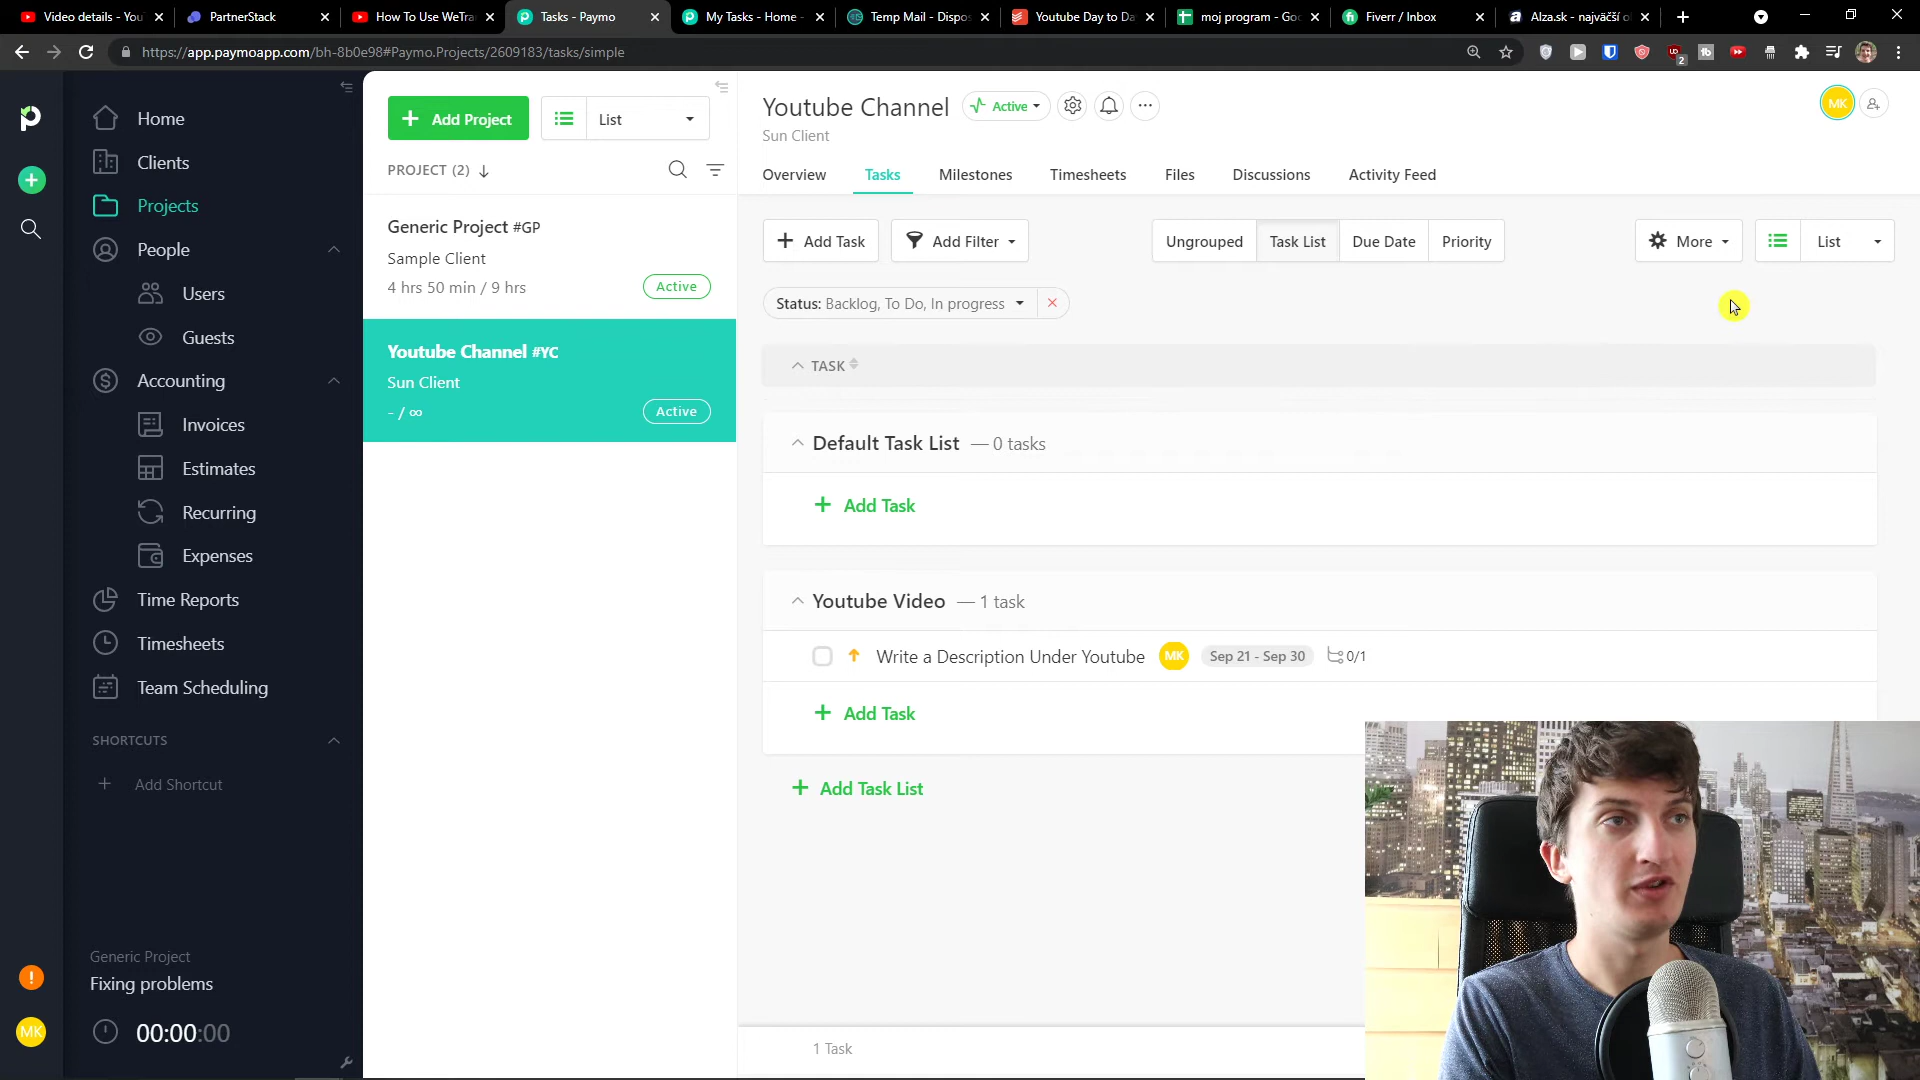 Video details - You
PartnerStack
How To Use WeTra
Tasks - Paymo
My Tasks - Home -
Temp Mail - Dispos
Youtube Day to Da
moj program - Goo
Fiverr / Inbox
Alza.sk - najväčší o
https://app.paymoapp.com/bh-8b0e98#Paymo.Projects/2609183/tasks/simple
Home
Clients
Projects
People
Users
Guests
Accounting
Invoices
Estimates
Recurring
Expenses
Time Reports
Timesheets
Team Scheduling
SHORTCUTS
Add Shortcut
Generic Project
Fixing problems
MK
00:00:00
Add Project
List
PROJECT (2)
Generic Project #GP
Sample Client
4 hrs 50 min / 9 hrs
Active
Youtube Channel #YC
Sun Client
- / ∞
Active
Youtube Channel
Active
MK
Sun Client
Overview
Tasks
Milestones
Timesheets
Files
Discussions
Activity Feed
Add Task
Add Filter
Ungrouped
Task List
Due Date
Priority
More
List
Status: Backlog, To Do, In progress
TASK
Default Task List — 0 tasks
Add Task
Youtube Video — 1 task
Write a Description Under Youtube
MK
Sep 21 - Sep 30
0/1
Add Task
Add Task List
1 Task